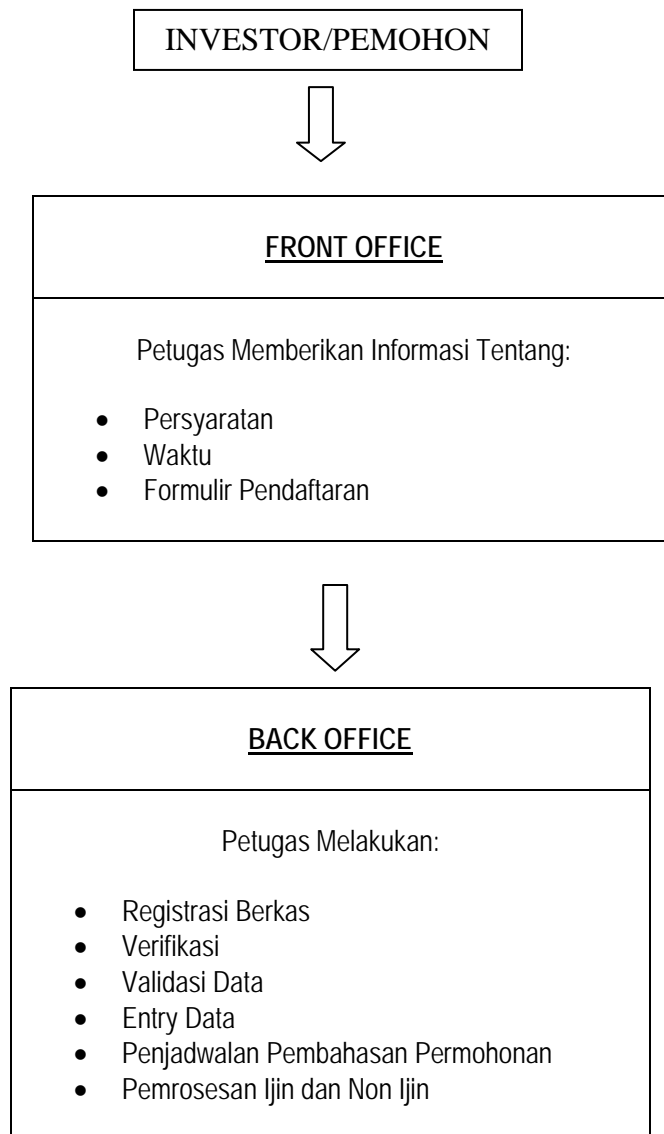 INVESTOR/PEMOHON
FRONT OFFICE
Petugas Memberikan Informasi Tentang:
• Persyaratan
• Waktu
• Formulir Pendaftaran
BACK OFFICE
Petugas Melakukan:
• Registrasi Berkas
• Verifikasi
• Validasi Data
• Entry Data
• Penjadwalan Pembahasan Permohonan
• Pemrosesan Ijin dan Non Ijin